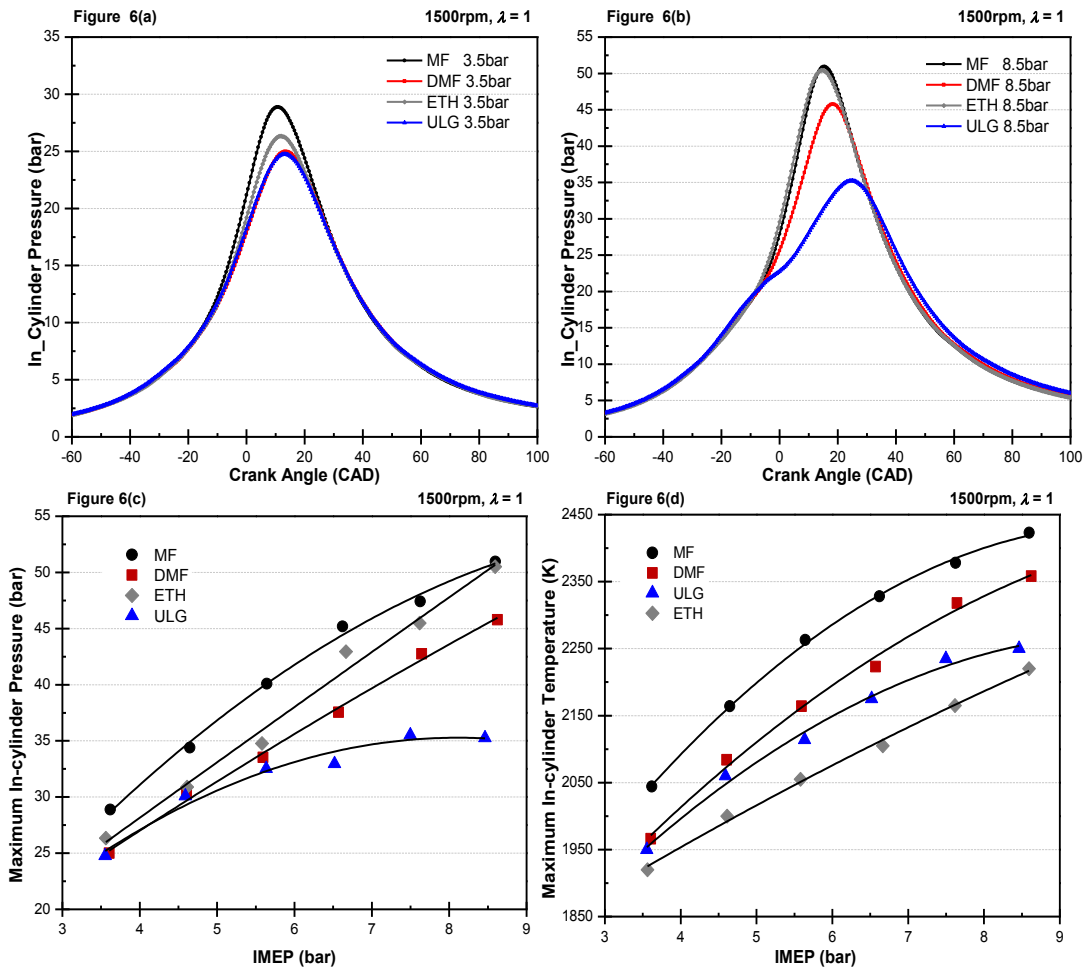 Figure 6(a)
1500rpm, λ = 1
In_Cylinder Pressure (bar)
35
30
25
20
15
10
5
0
MF 3.5bar
DMF 3.5bar
ETH 3.5bar
ULG 3.5bar
-60 -40 -20 0 20 40 60 80 100
Crank Angle (CAD)
Figure 6(b)
1500rpm, λ = 1
In_Cylinder Pressure (bar)
55
50
45
40
35
30
25
20
15
10
5
0
MF 8.5bar
DMF 8.5bar
ETH 8.5bar
ULG 8.5bar
-60 -40 -20 0 20 40 60 80 100
Crank Angle (CAD)
Figure 6(c)
1500rpm, λ = 1
Maximum In-cylinder Pressure (bar)
55
50
45
40
35
30
25
20
MF
DMF
ETH
ULG
3 4 5 6 7 8 9
IMEP (bar)
Figure 6(d)
1500rpm, λ = 1
Maximum In-cylinder Temperature (K)
2450
2350
2250
2150
2050
1950
1850
MF
DMF
ULG
ETH
3 4 5 6 7 8 9
IMEP (bar)